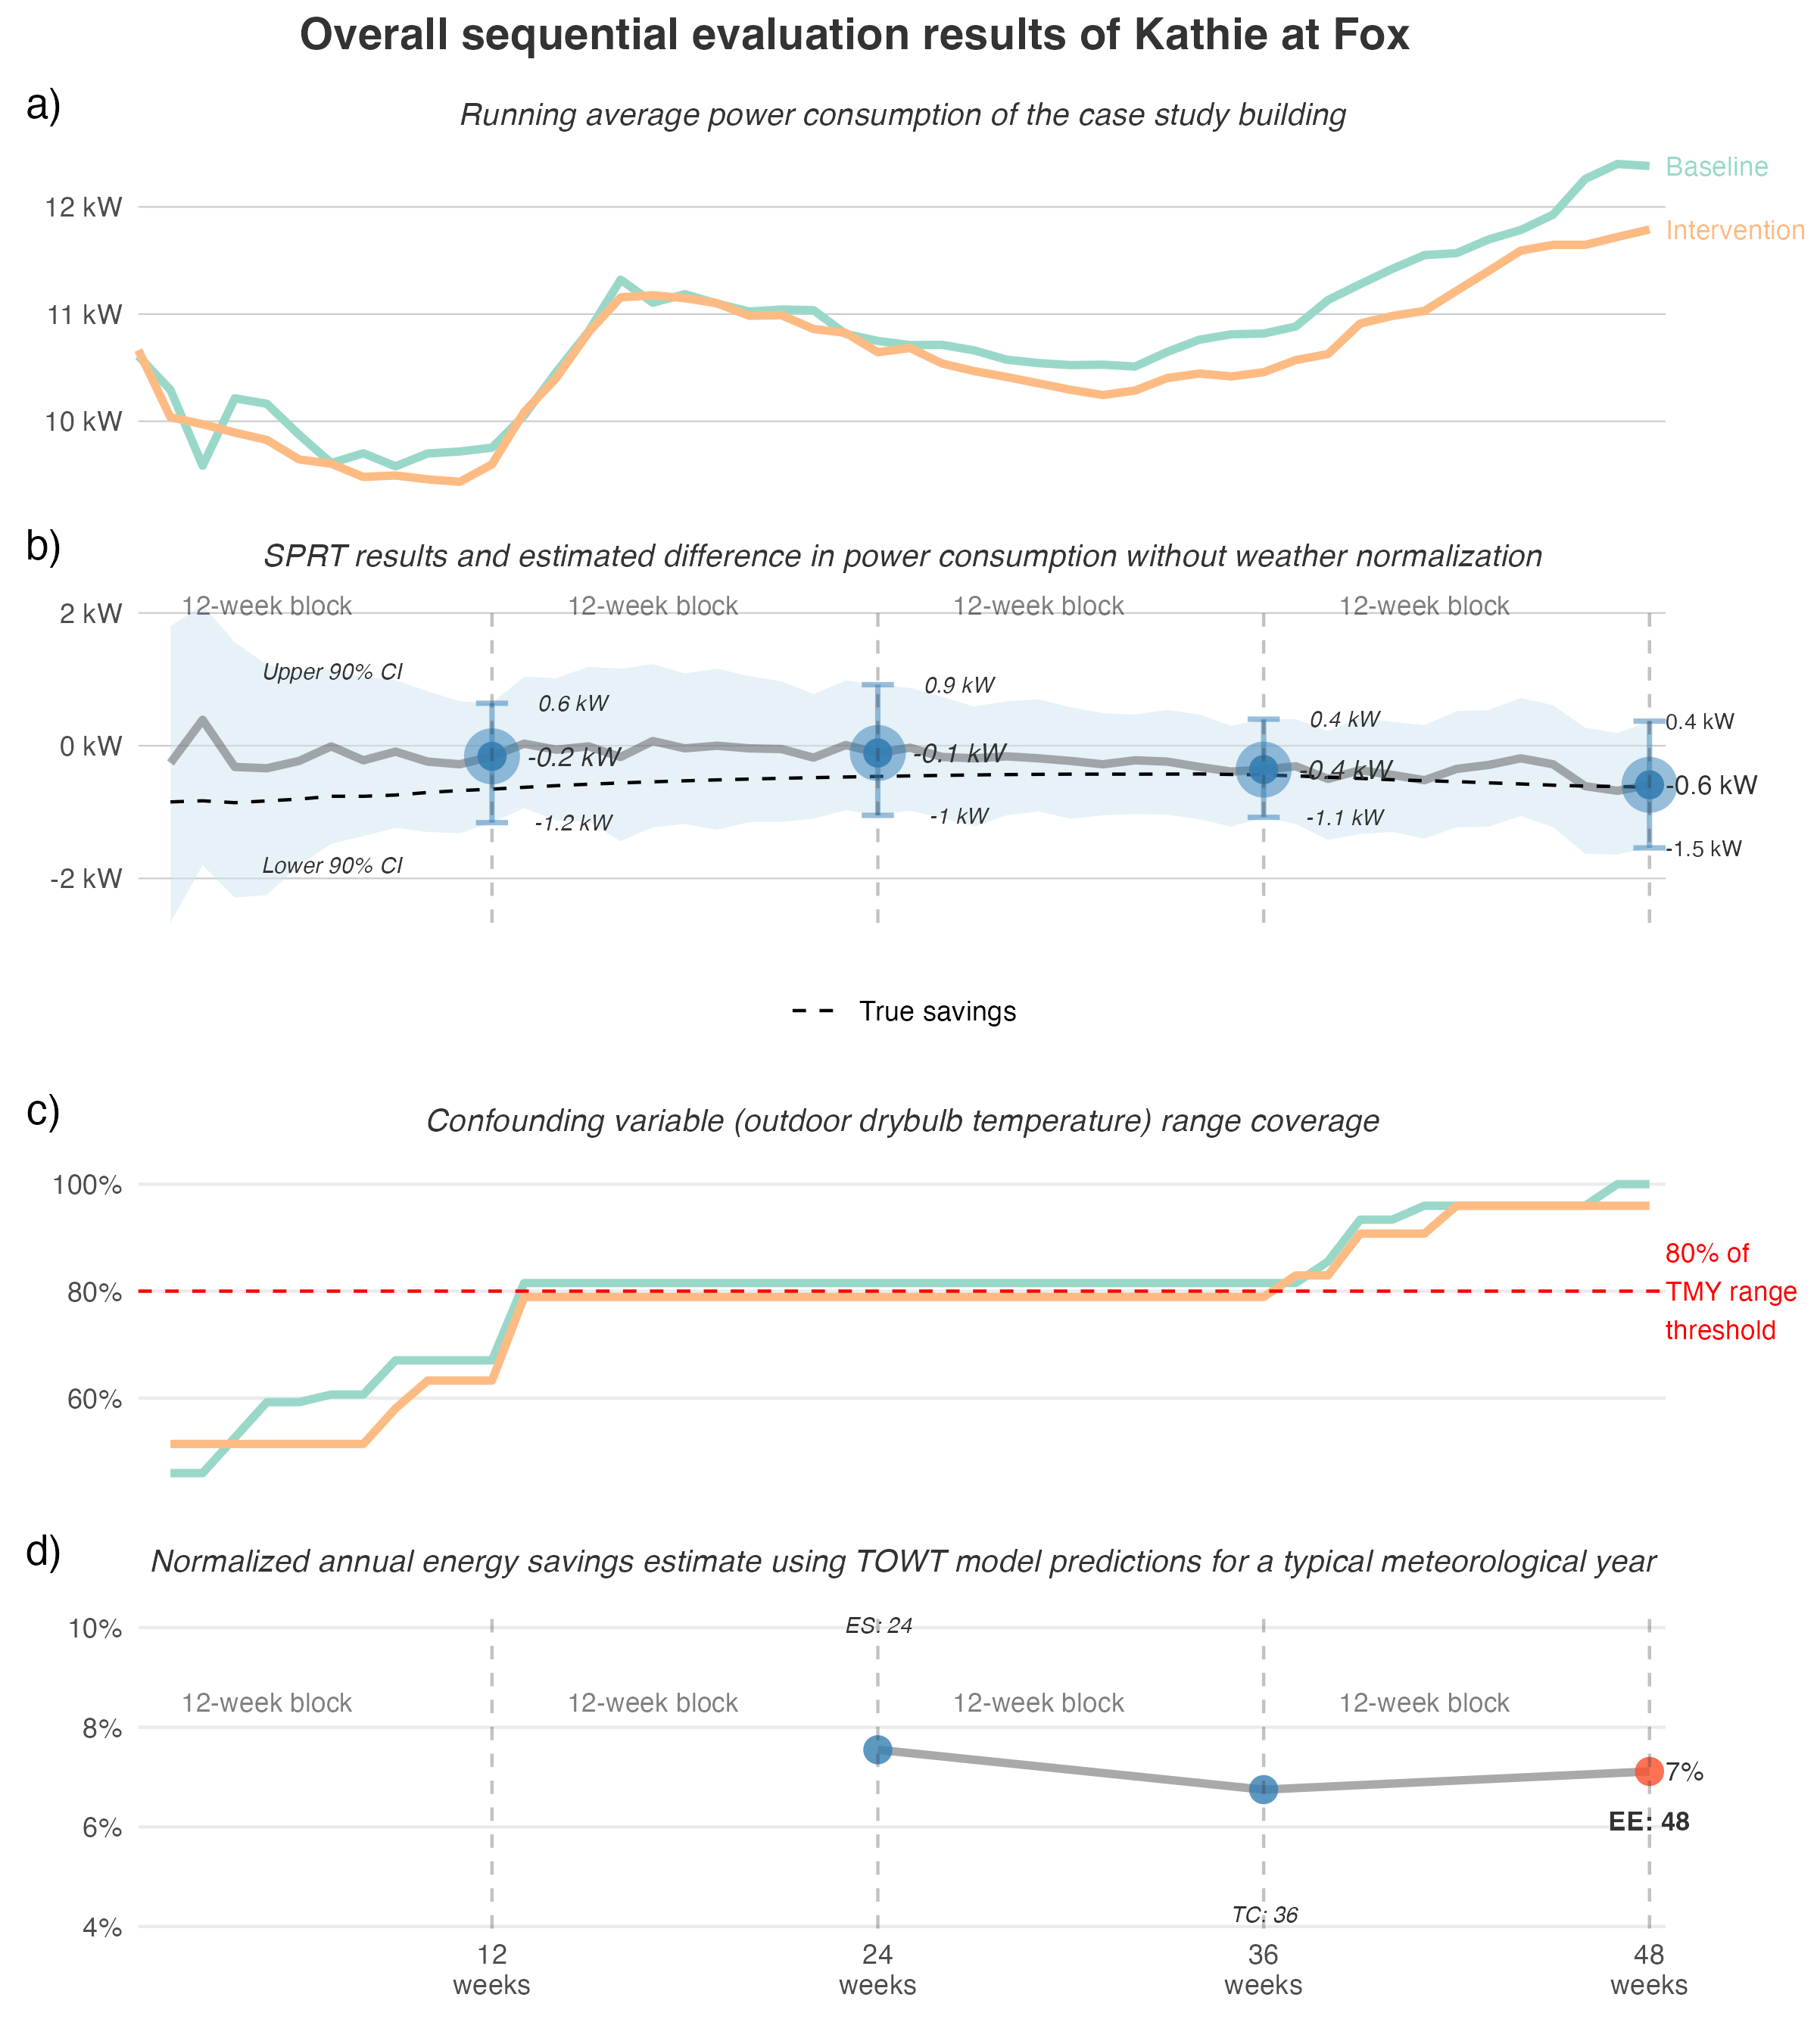 Overall sequential evaluation results of Kathie at Fox
a)
Running average power consumption of the case study building
Baseline
12 kW
Intervention
11 kW
10 kW
b)
SPRT results and estimated difference in power consumption without weather normalization
12-week block
12-week block
12-week block
12-week block
2 kW
Upper 90% CI
0.6 kW
0.9 kW
0.4 kW
0.4 kW
0 kW
-0.2 kW
-0.1 kW
-0.4 kW
-0.6 kW
-1.2 kW
-1 kW
-1.1 kW
-1.5 kW
Lower 90% CI
-2 kW
True savings
c)
Confounding variable (outdoor drybulb temperature) range coverage
100%
80% of
TMY range
threshold
80%
60%
d)
Normalized annual energy savings estimate using TOWT model predictions for a typical meteorological year
10%
ES: 24
12-week block
12-week block
12-week block
12-week block
8%
7%
6%
EE: 48
4%
TC: 36
12
weeks
24
weeks
36
weeks
48
weeks